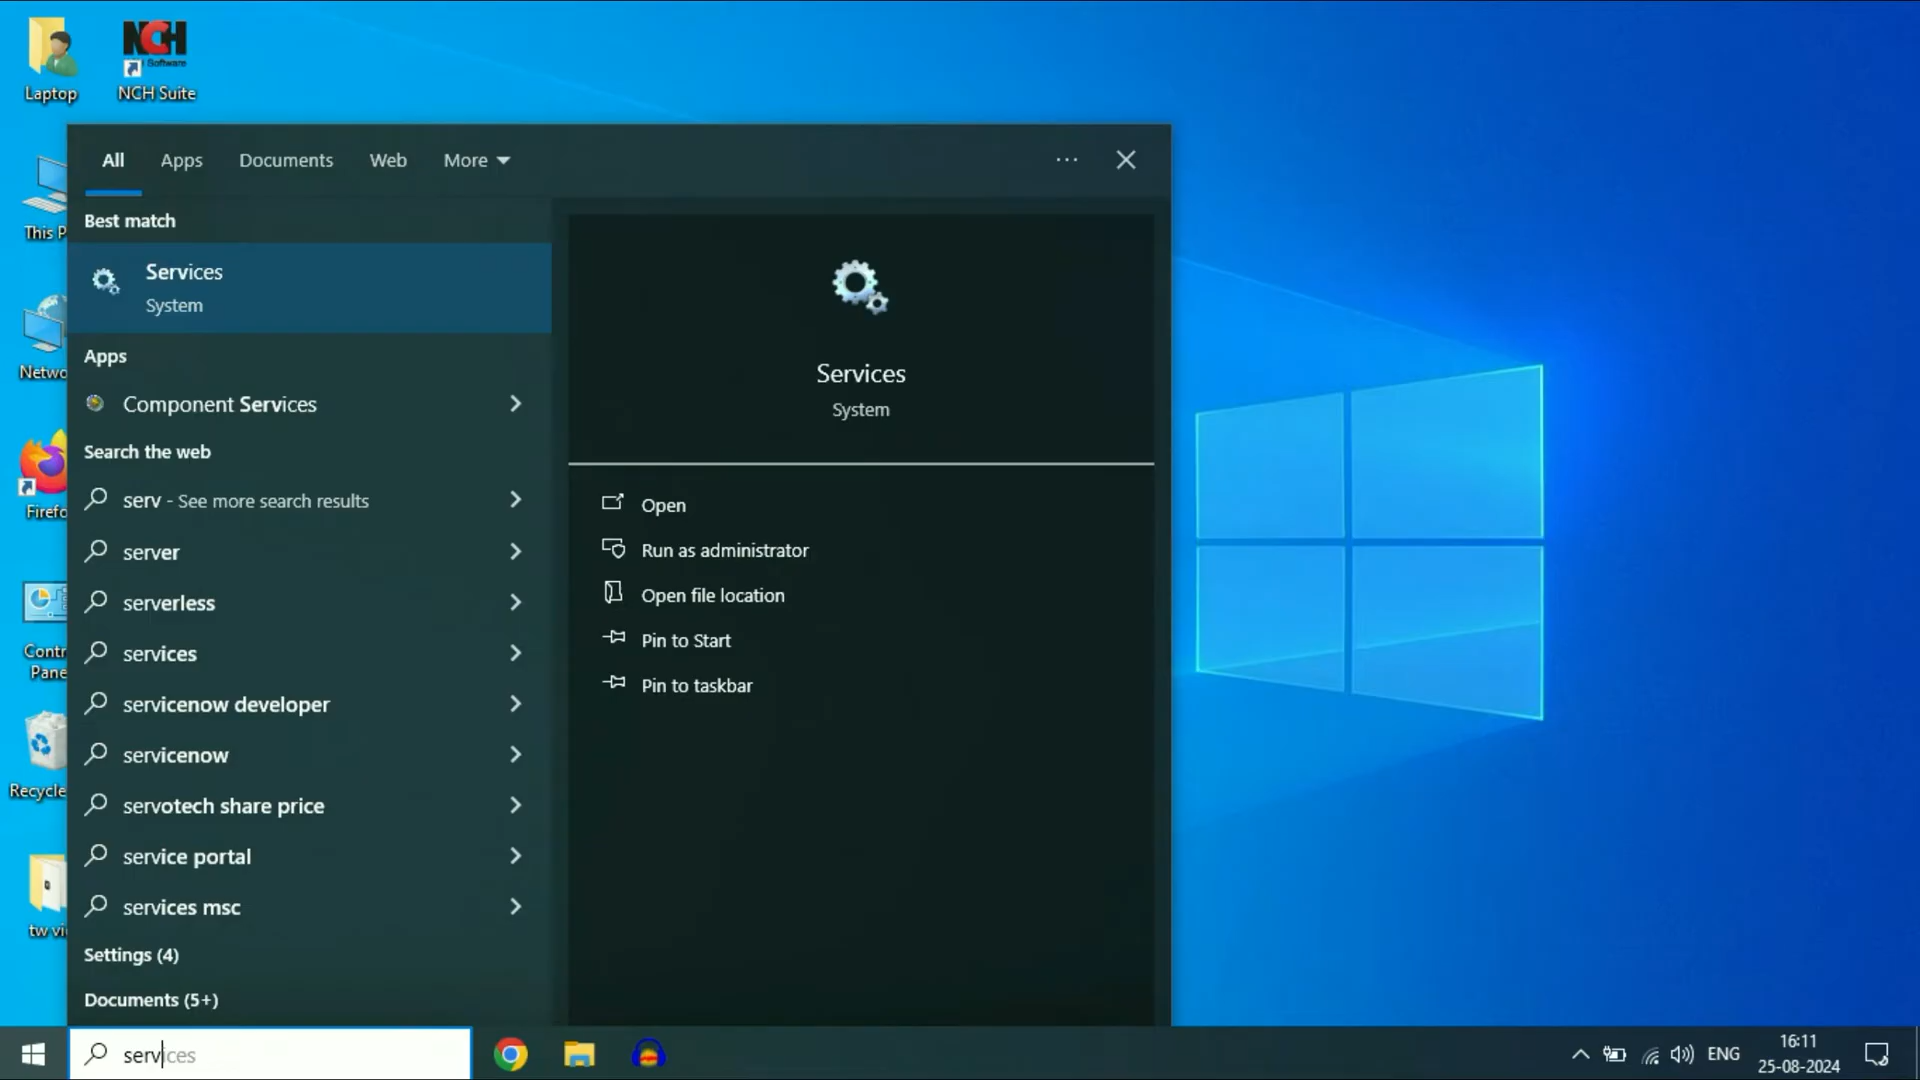 Laptop
NCH
Software
NCH Suite
All
Apps
Documents
Web
More
Best match
Services
System
Apps
Component Services
Search the web
serv - See more search results
server
serverless
services
servicenow developer
servicenow
servotech share price
service portal
services msc
Settings (4)
Documents (5+)
Services
System
Open
Run as administrator
Open file location
Pin to Start
Pin to taskbar
This P
Netwo
Firefo
Contr
Pane
Recycle
tw vi
services
ENG
16:11
25-08-2024